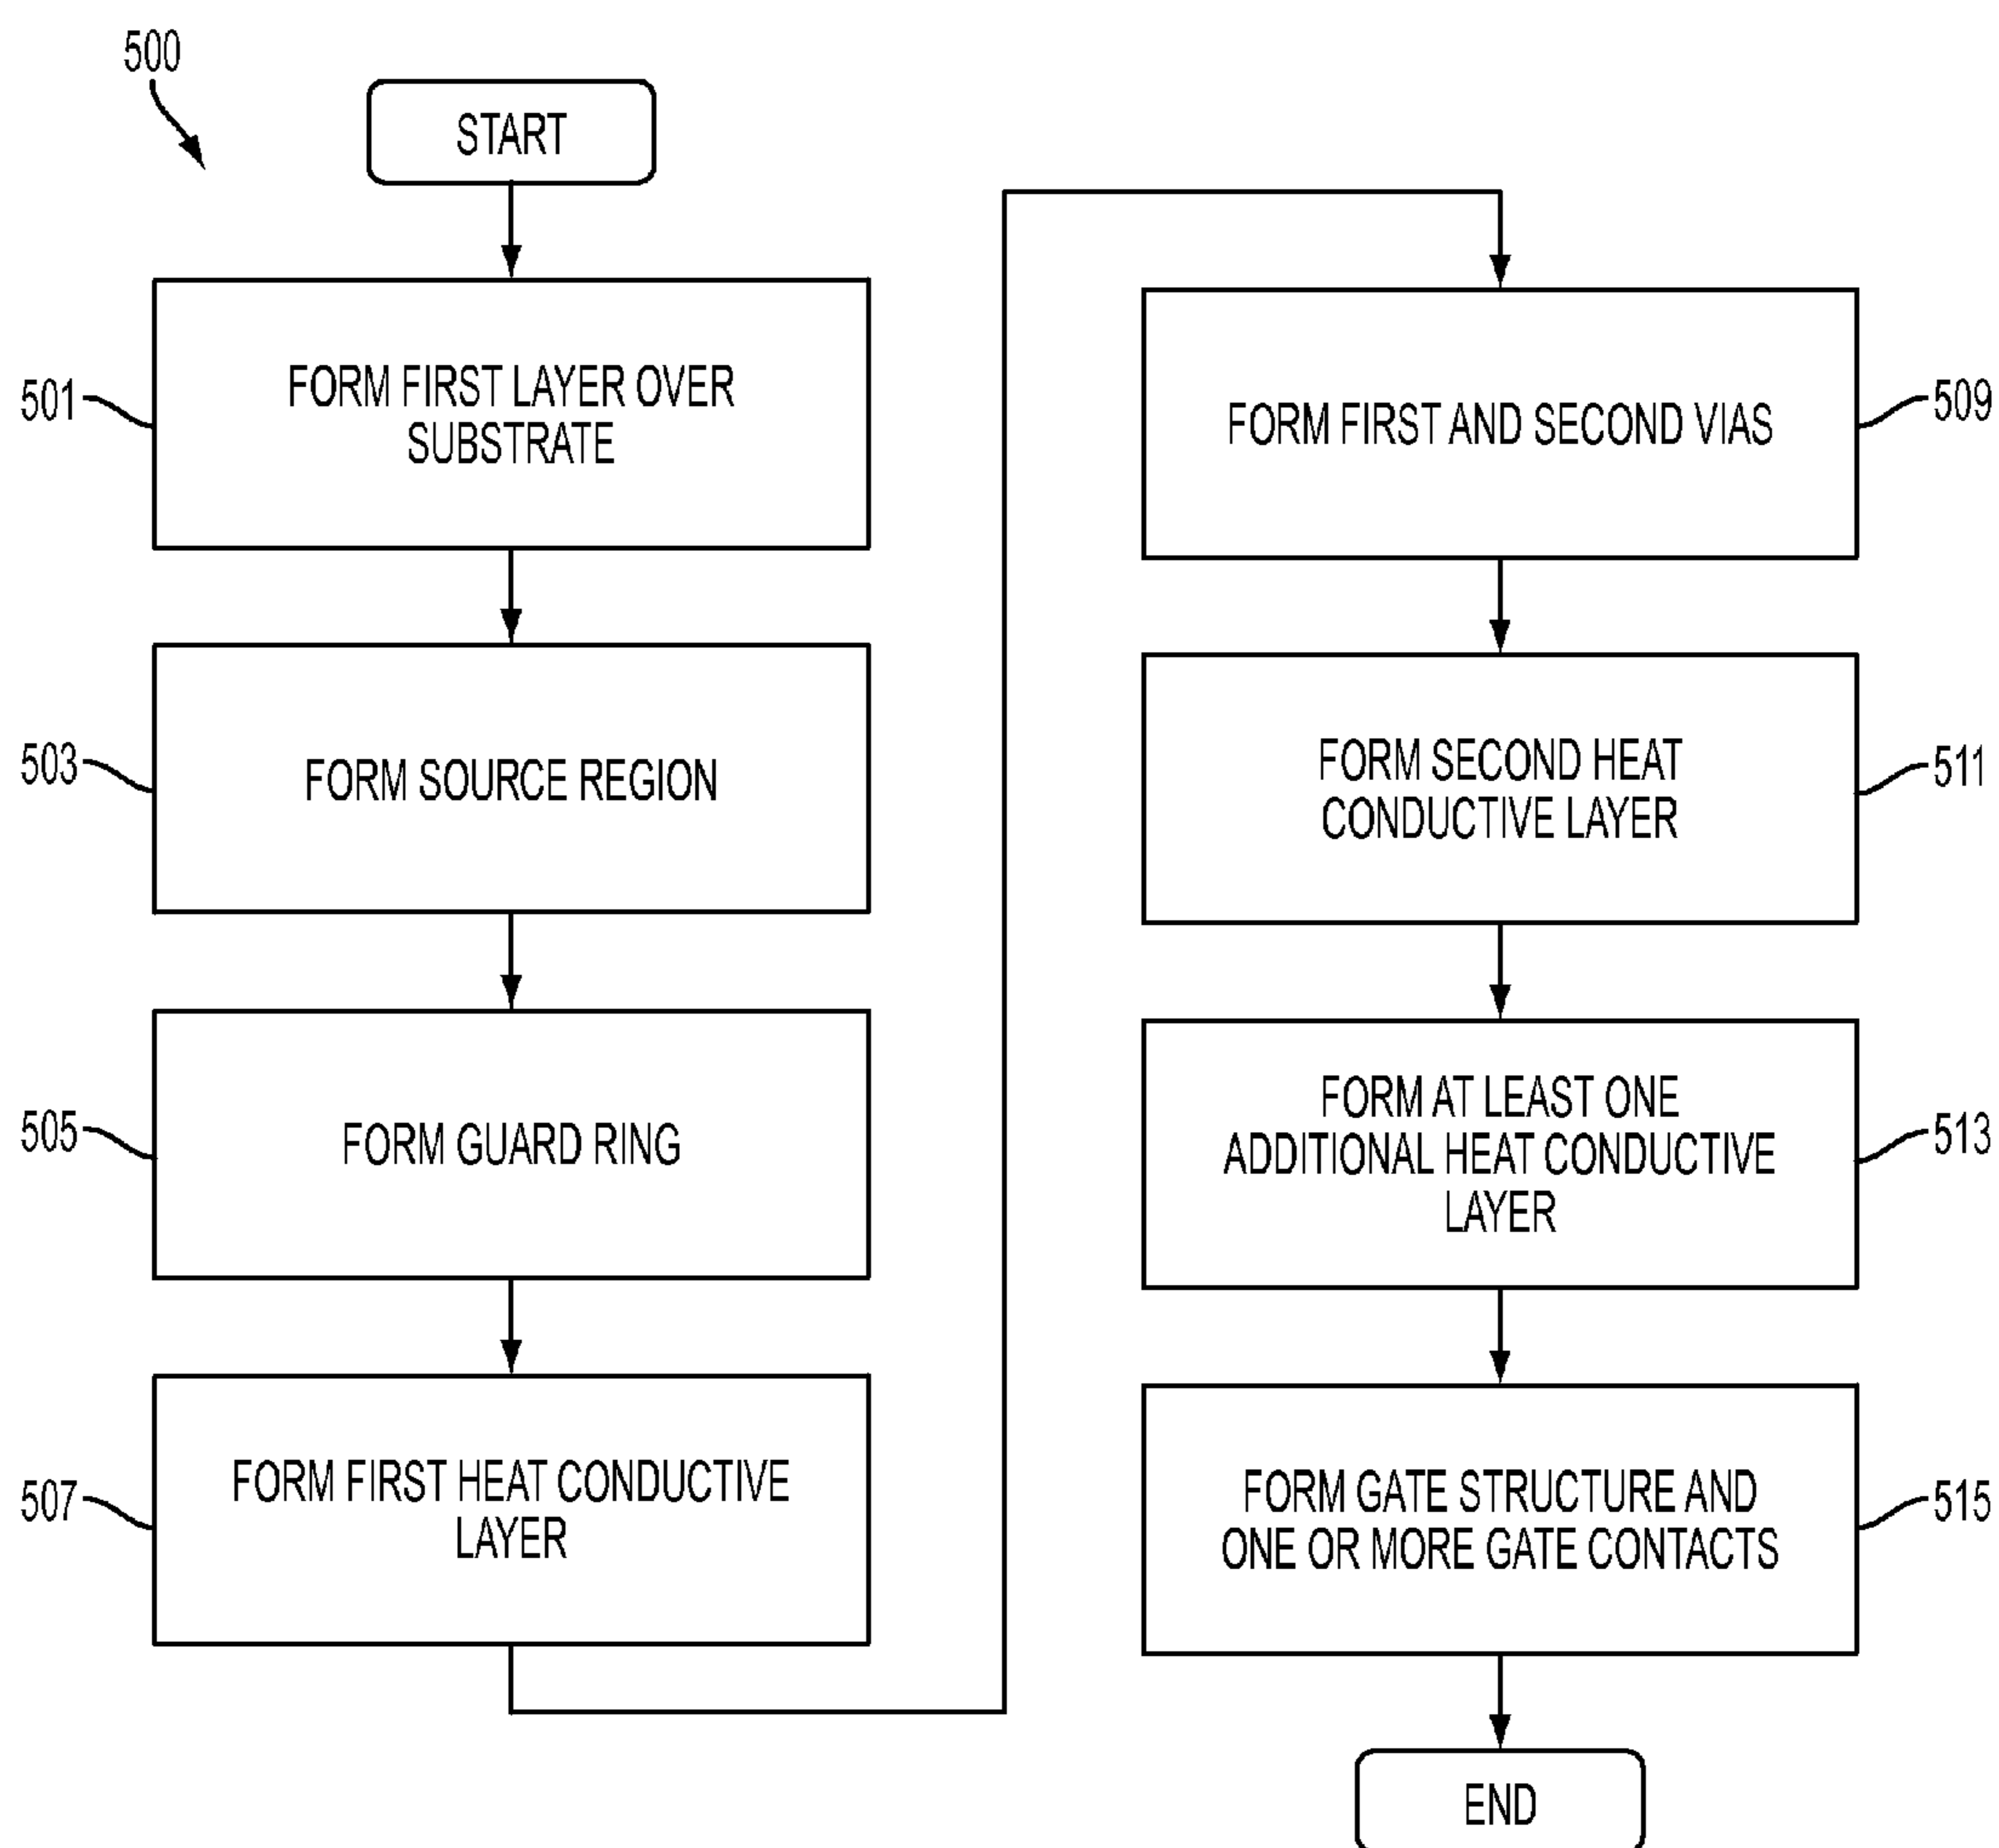 500
START
501
FORM FIRST LAYER OVER
SUBSTRATE
503
FORM SOURCE REGION
505
FORM GUARD RING
507
FORM FIRST HEAT CONDUCTIVE
LAYER
FORM FIRST AND SECOND VIAS
509
FORM SECOND HEAT
CONDUCTIVE LAYER
511
FORM AT LEAST ONE
ADDITIONAL HEAT CONDUCTIVE
LAYER
513
FORM GATE STRUCTURE AND
ONE OR MORE GATE CONTACTS
515
END